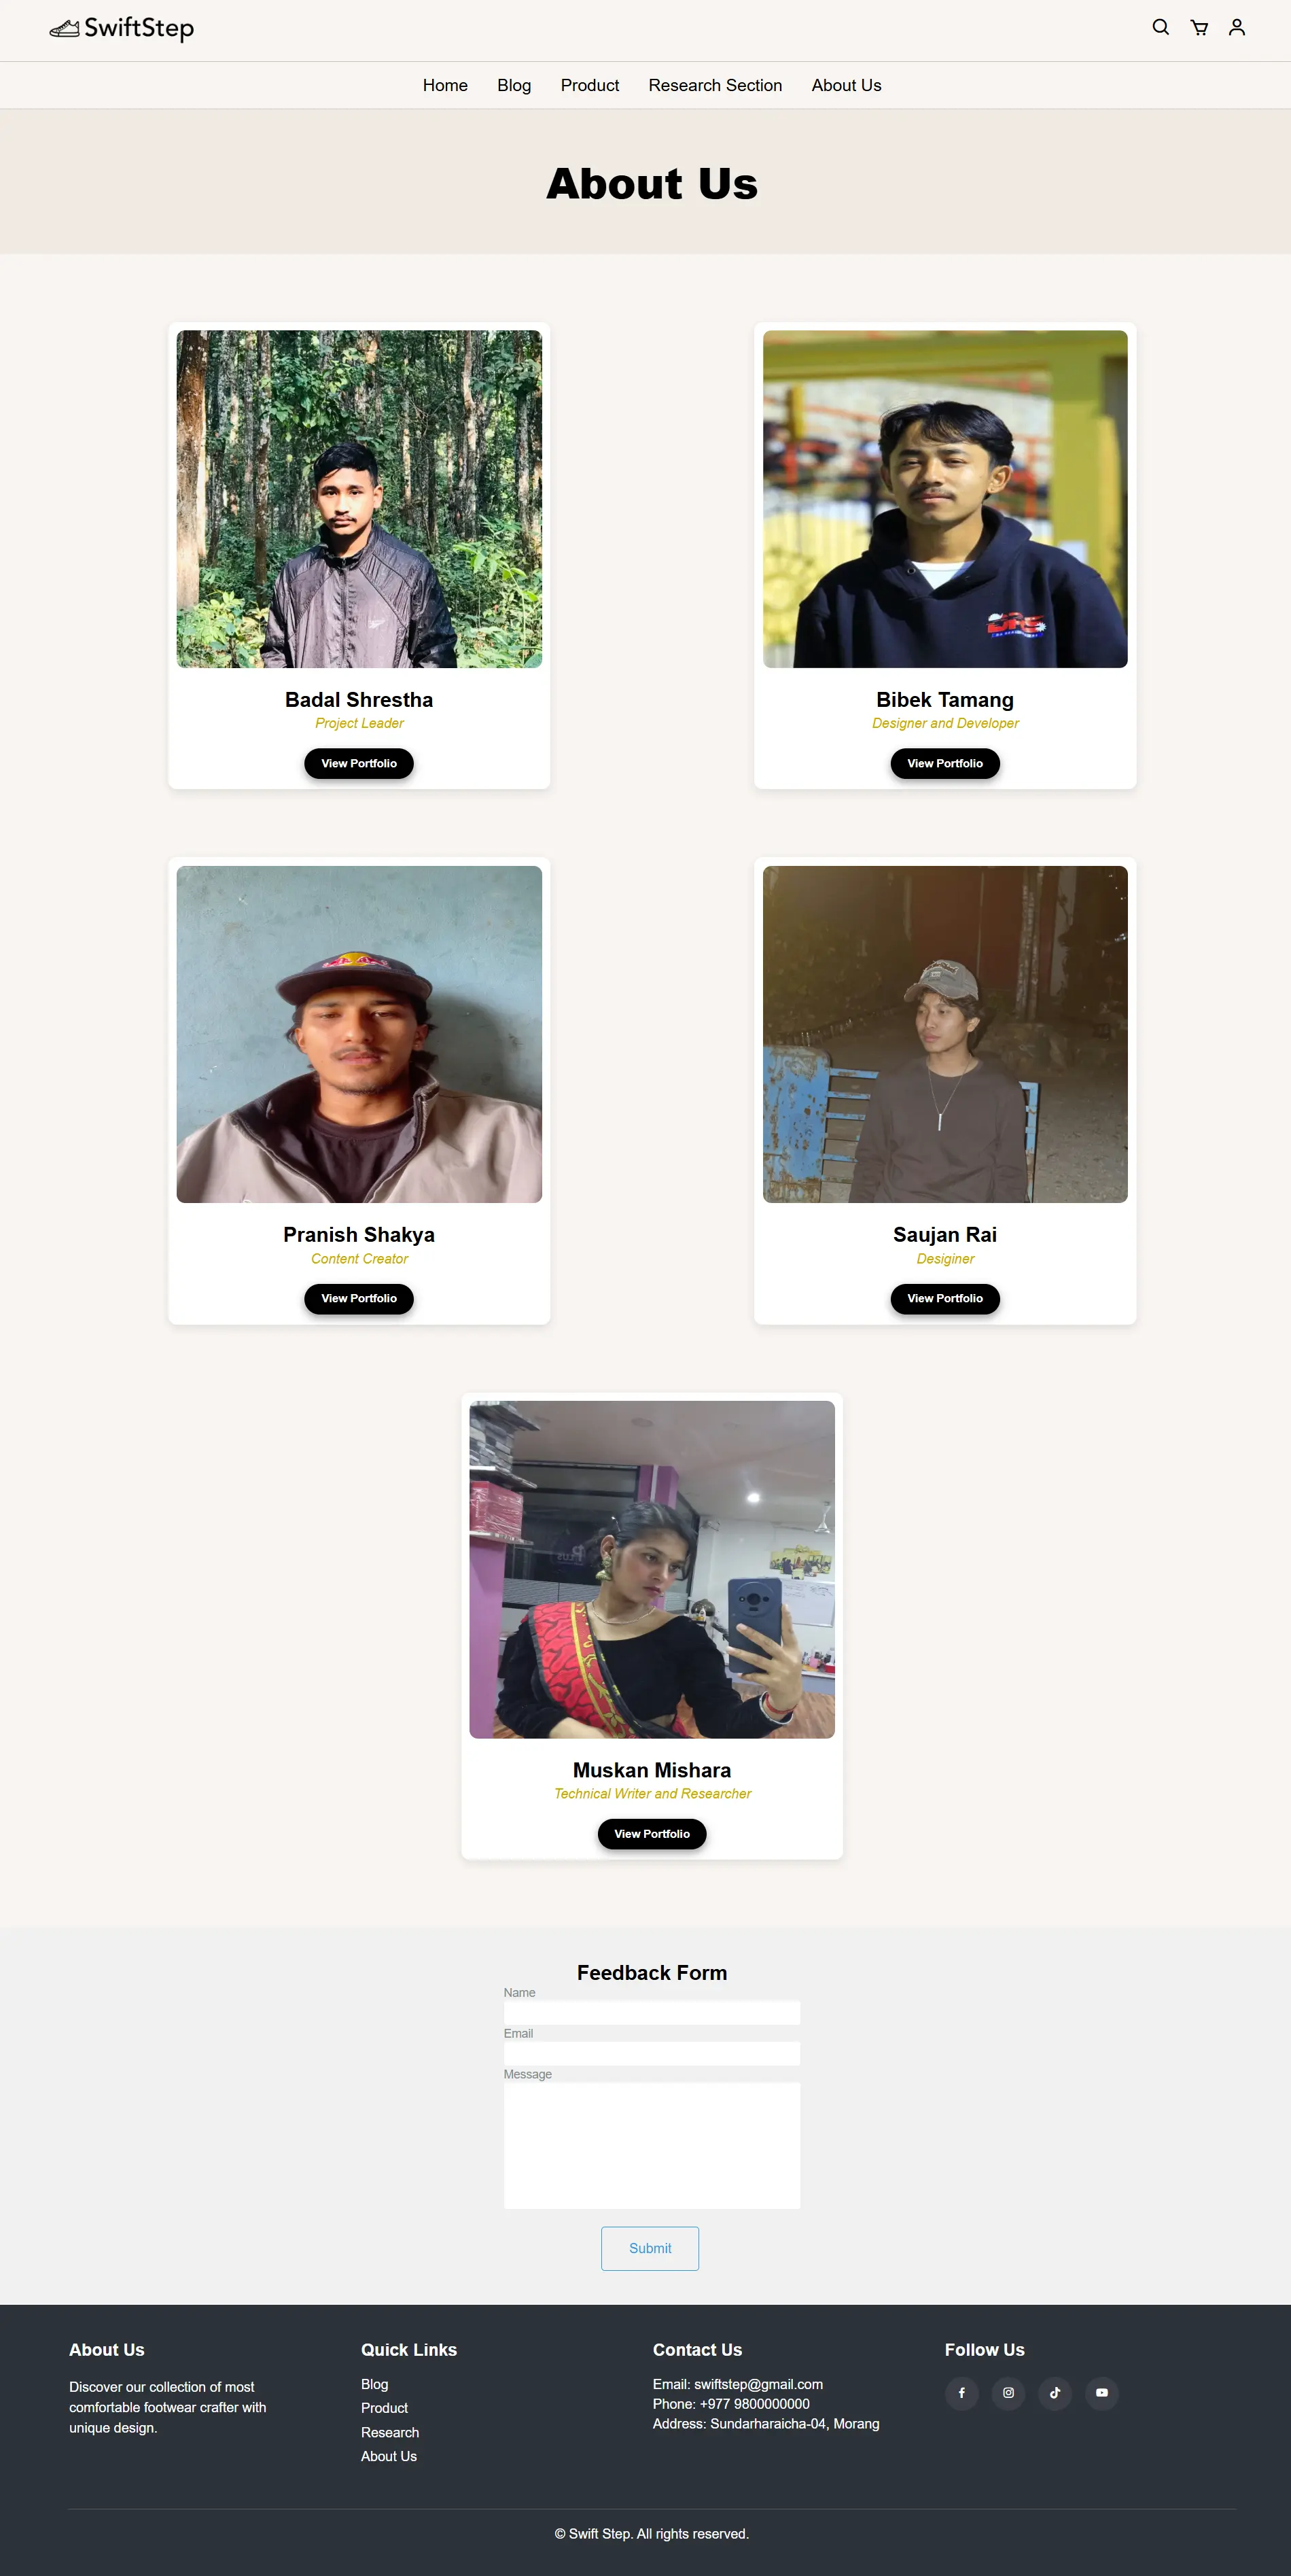 SwiftStep
Home Blog Product Research Section About Us
About Us
Badal Shrestha
Project Leader
View Portfolio
Bibek Tamang
Designer and Developer
View Portfolio
Pranish Shakya
Content Creator
View Portfolio
Saujan Rai
Desiginer
View Portfolio
Muskan Mishara
Technical Writer and Researcher
View Portfolio
Feedback Form
Name
Email
Message
Submit
About Us
Discover our collection of most
comfortable footwear crafter with
unique design.
Quick Links
Blog
Product
Research
About Us
Contact Us
Email: swiftstep@gmail.com
Phone: +977 9800000000
Address: Sundarharaicha-04, Morang
Follow Us
© Swift Step. All rights reserved.